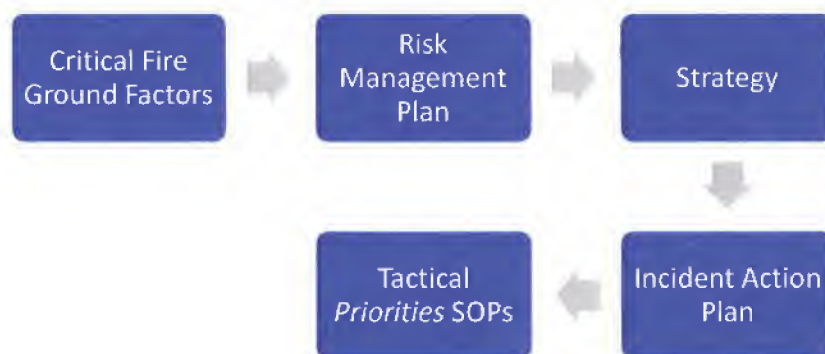 Critical Fire
Ground Factors
Risk
Management
Plan
Strategy
Incident Action
Plan
Tactical
Priorities SOPs